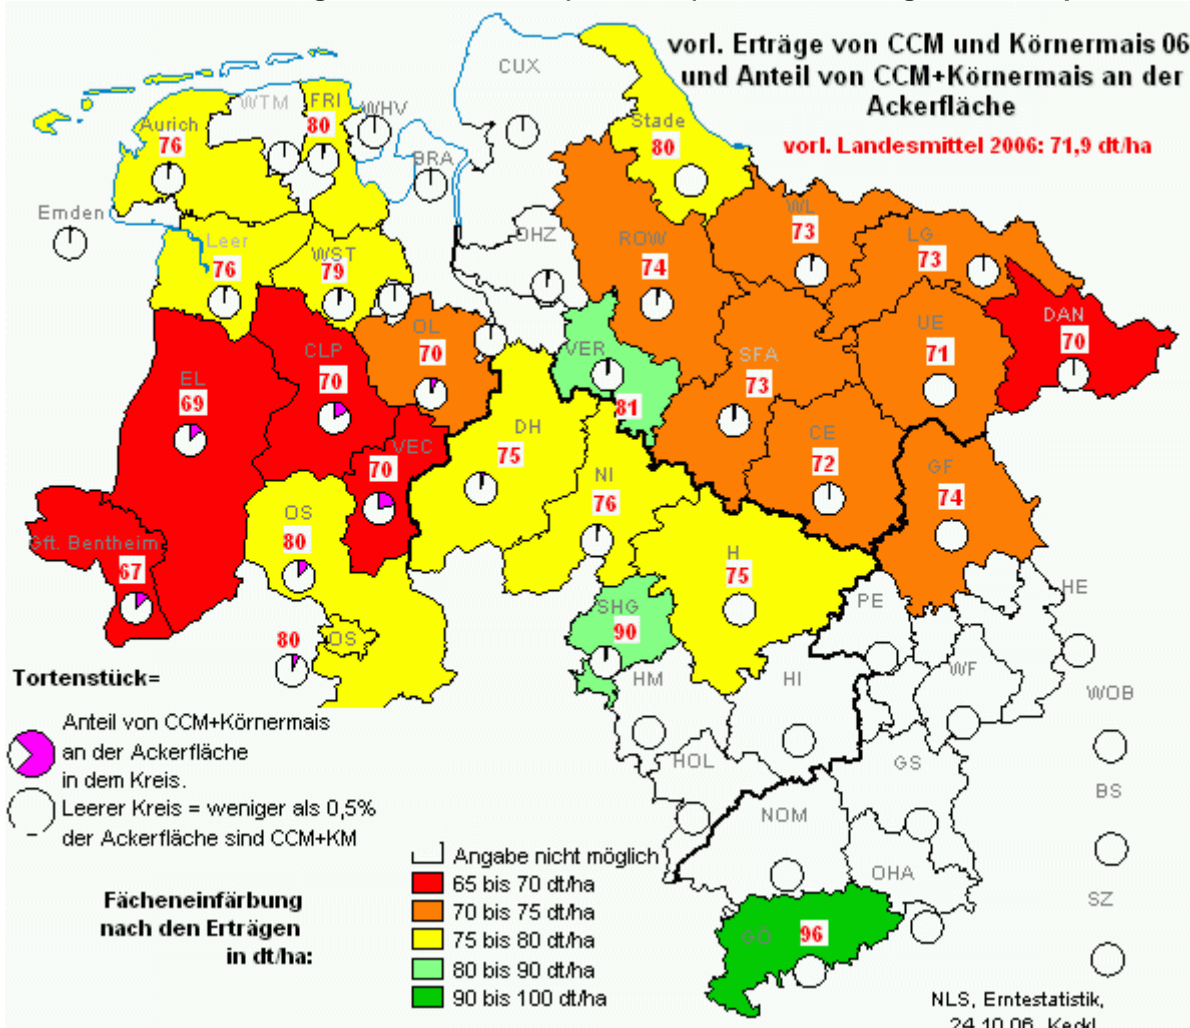 vorl. Erträge von CCM und Körnermais 06
und Anteil von CCM+Körnermais an der
Ackerfläche
vorl. Landesmittel 2006: 71,9 dt/ha
CUX
WTM
FRI
80
WHV
Aurich
76
BRA
Stade
80
Emden
Leer
76
WST
79
OHZ
ROW
74
WL
73
LG
73
DAN
70
UE
71
OL
70
VER
81
SFA
73
CLP
70
EL
69
VEC
70
DH
75
NI
76
CE
72
GF
74
OS
80
Gft. Bentheim
67
H
75
SHG
90
PE
HE
80
OS
HM
HI
WF
WOB
HOL
GS
BS
NOM
OHA
SZ
GÖ
96
Tortenstück=
Anteil von CCM+Körnermais
an der Ackerfläche
in dem Kreis.
Leerer Kreis = weniger als 0,5%
der Ackerfläche sind CCM+KM
Fächeneinfärbung
nach den Erträgen
in dt/ha:
Angabe nicht möglich
65 bis 70 dt/ha
70 bis 75 dt/ha
75 bis 80 dt/ha
80 bis 90 dt/ha
90 bis 100 dt/ha
NLS, Erntestatistik,
24.10.06, Keckl